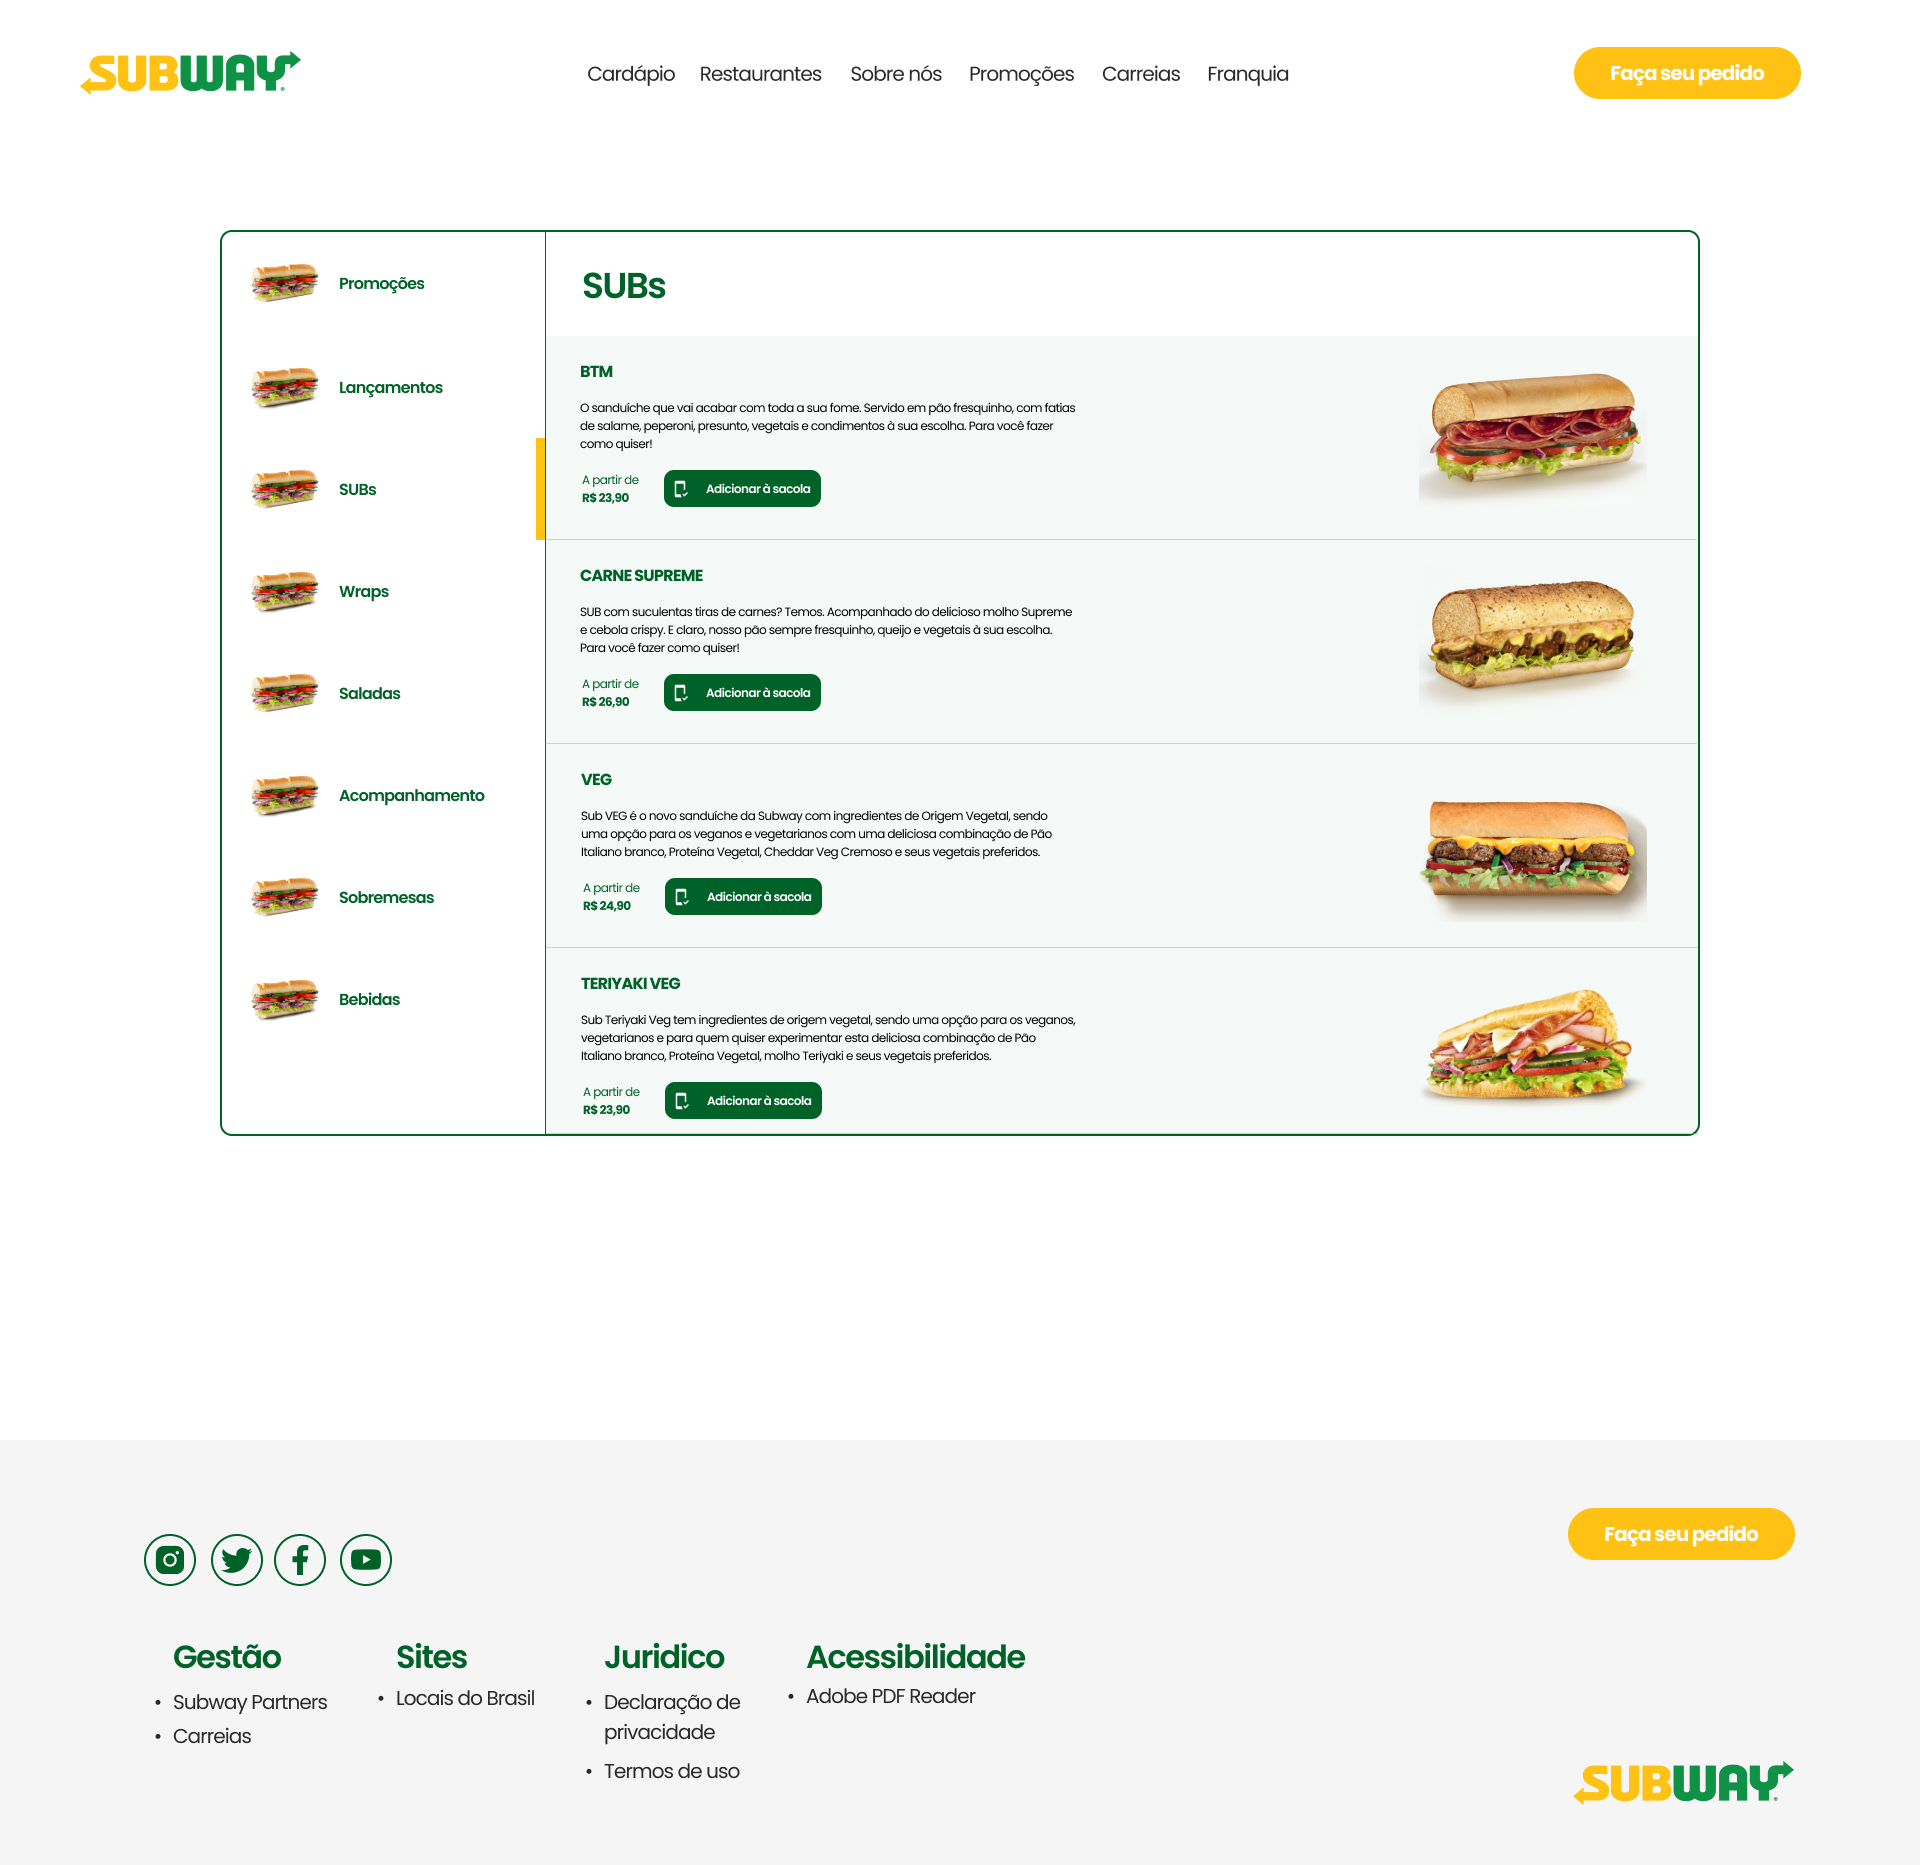 SUBWAY
Cardápio Restaurantes Sobre nós Promoções Carreias Franquia
Faça seu pedido
Promoções
Lançamentos
SUBs
Wraps
Saladas
Acompanhamento
Sobremesas
Bebidas
SUBs
BTM
O sanduíche que vai acabar com toda a sua fome. Servido em pão fresquinho, com fatias
de salame, peperoni, presunto, vegetais e condimentos à sua escolha. Para você fazer
como quiser!
A partir de
R$ 23,90
Adicionar à sacola
CARNE SUPREME
SUB com suculentas tiras de carnes? Temos. Acompanhado do delicioso molho Supreme
e cebola crispy. E claro, nosso pão sempre fresquinho, queijo e vegetais à sua escolha.
Para você fazer como quiser!
A partir de
R$ 26,90
Adicionar à sacola
VEG
Sub VEG é o novo sanduíche da Subway com ingredientes de Origem Vegetal, sendo
uma opção para os veganos e vegetarianos com uma deliciosa combinação de Pão
Italiano branco, Proteína Vegetal, Cheddar Veg Cremoso e seus vegetais preferidos.
A partir de
R$ 24,90
Adicionar à sacola
TERIYAKI VEG
Sub Teriyaki Veg tem ingredientes de origem vegetal, sendo uma opção para os veganos,
vegetarianos e para quem quiser experimentar esta deliciosa combinação de Pão
Italiano branco, Proteína Vegetal, molho Teriyaki e seus vegetais preferidos.
A partir de
R$ 23,90
Adicionar à sacola
Faça seu pedido
Gestão
• Subway Partners
• Carreias
Sites
• Locais do Brasil
Juridico
• Declaração de
privacidade
• Termos de uso
Acessibilidade
• Adobe PDF Reader
SUBWAY